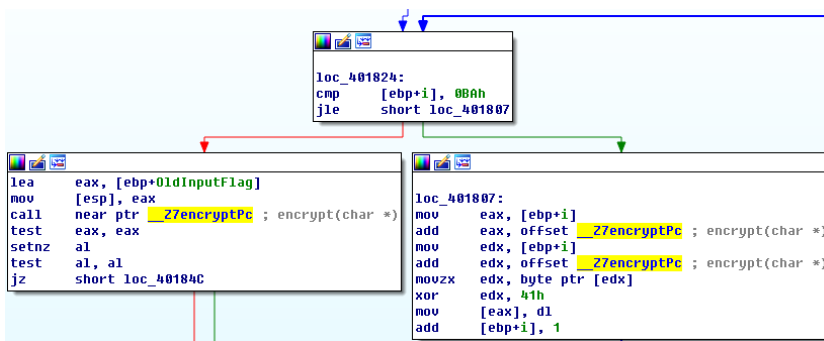 loc_401824:
cmp [ebp+i], 0BAh
jle short loc_401807
lea eax, [ebp+OldInputFlag]
mov [esp], eax
call near ptr __Z7encryptPc ; encrypt(char *)
test eax, eax
setnz al
test al, al
jz short loc_40184C
loc_401807:
mov eax, [ebp+i]
add eax, offset __Z7encryptPc ; encrypt(char *)
mov edx, [ebp+i]
add edx, offset __Z7encryptPc ; encrypt(char *)
movzx edx, byte ptr [edx]
xor edx, 41h
mov [eax], dl
add [ebp+i], 1